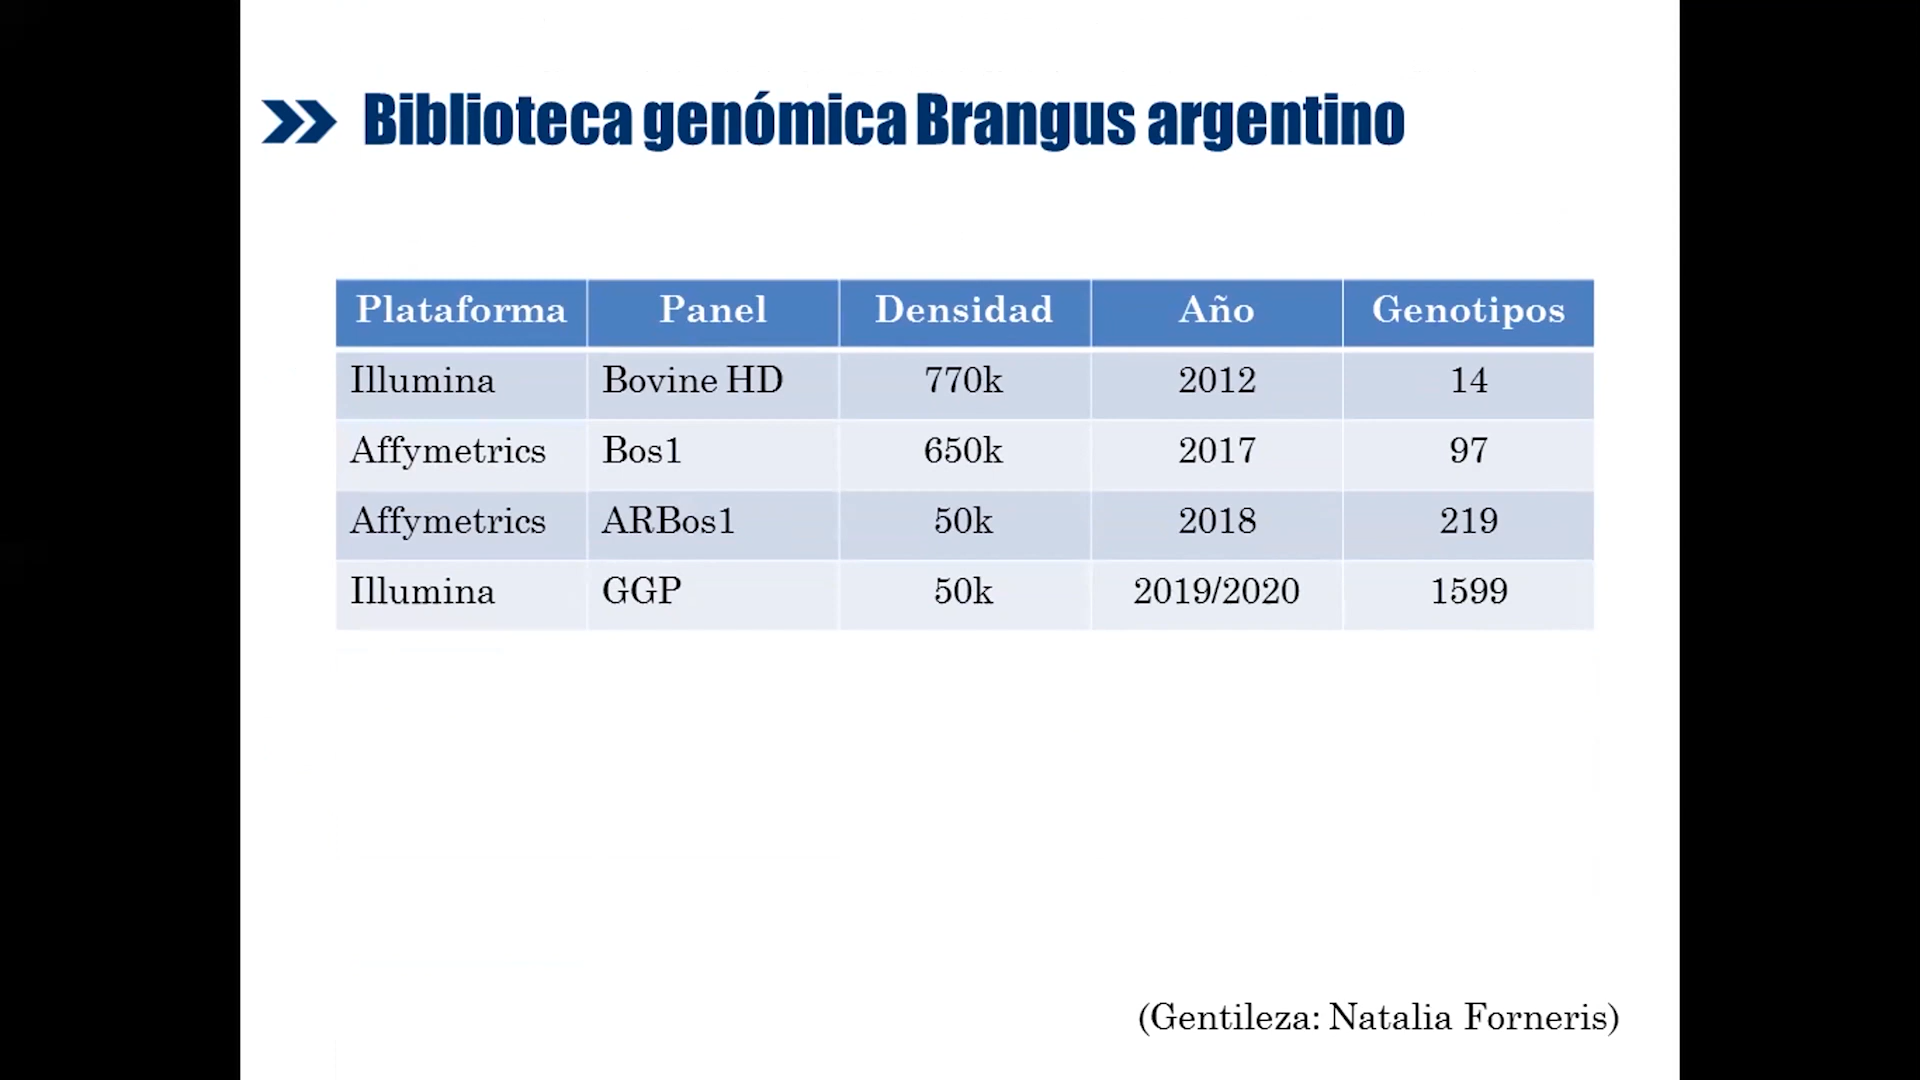 Biblioteca genómica Brangus argentino
Plataforma Panel Densidad Año Genotipos
Illumina Bovine HD 770k 2012 14
Affymetrics Bos1 650k 2017 97
Affymetrics ARBos1 50k 2018 219
Illumina GGP 50k 2019/2020 1599
(Gentileza: Natalia Forneris)